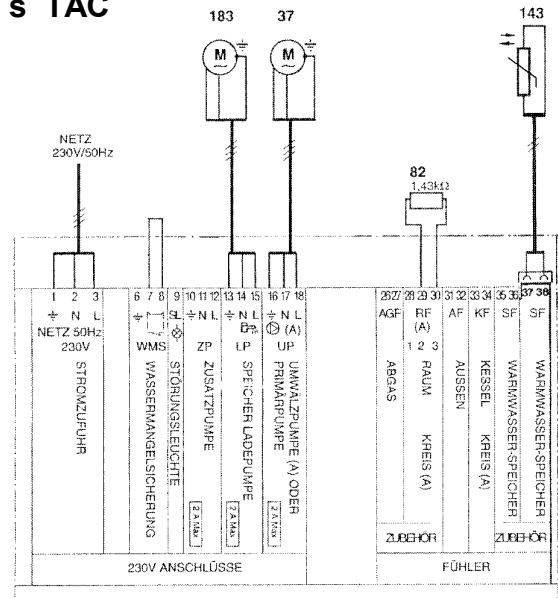 s TAC
183 37 143
NETZ
230V/50Hz
82
1,43kΩ
1 2 3 6 7 8 9 10 11 12 13 14 15 16 17 18
26 27 28 29 30 31 32 33 34 35 36 37 38
N L SL N L N L N L
NETZ 50Hz
230V
WMS ZP LP UP
(A)
AGF RF AF KF SF SF
(A)
1 2 3
STROMZUFUHR
WASSERMANGELSICHERUNG
STÖRUNGSLEUCHTE
ZUSATZPUMPE
2 A Max
SPEICHER LADEPUMPE
2 A Max
UMWÄLZPUMPE (A) ODER
PRIMÄRPUMPE
2 A Max
ABGAS
RAUM KREIS (A)
AUSSEN
KESSEL KREIS (A)
WARMWASSER-SPEICHER
WARMWASSER-SPEICHER
ZUBEHÖR ZUBEHÖR
230V ANSCHLÜSSE
FÜHLER
M M